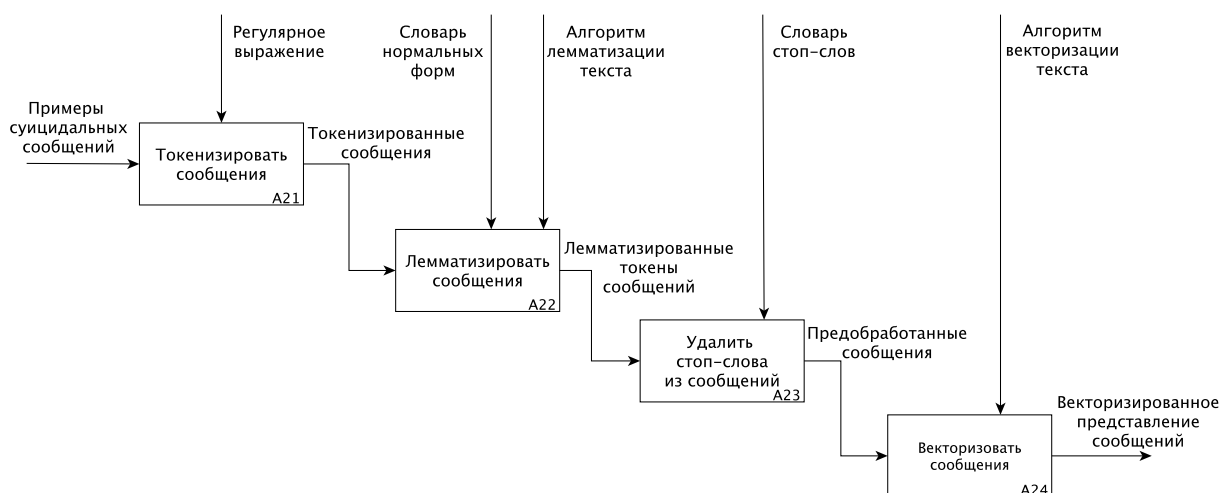 Регулярное
выражение
Словарь
нормальных
форм
Алгоритм
лемматизации
текста
Словарь
стоп-слов
Алгоритм
векторизации
текста
Примеры
суицидальных
сообщений
Токенизировать
сообщения
A21
Токенизированные
сообщения
Лемматизировать
сообщения
A22
Лемматизированные
токены
сообщений
Удалить
стоп-слова
из сообщений
A23
Предобработанные
сообщения
Векторизовать
сообщения
A24
Векторизированное
представление
сообщений